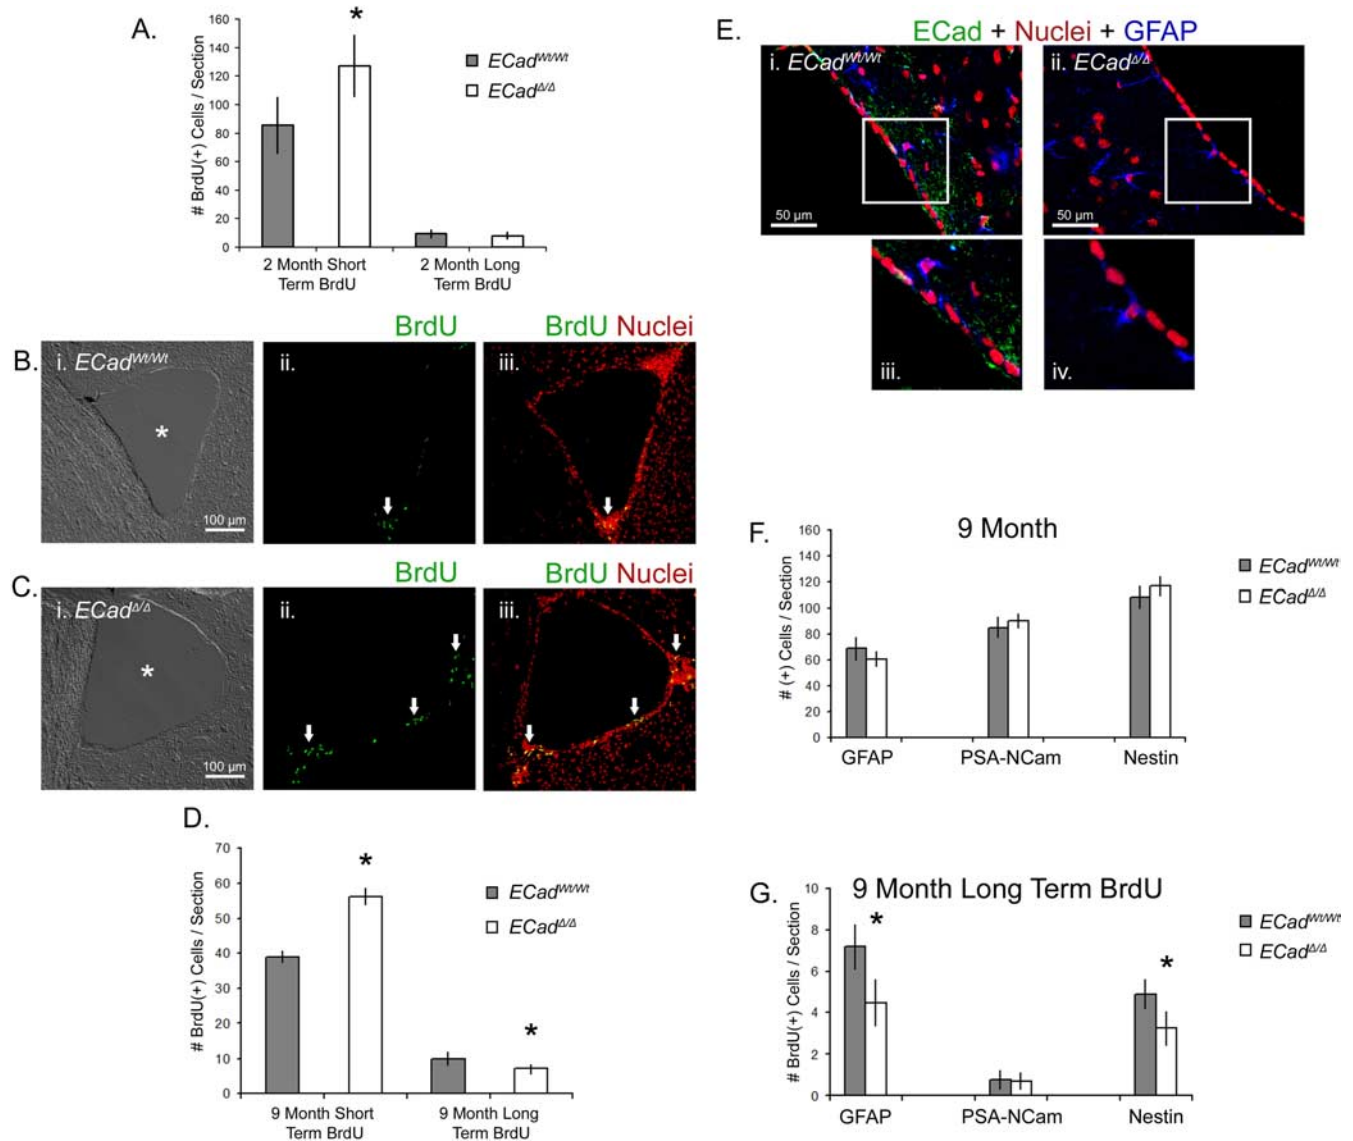 A.
# BrdU(+) Cells / Section
160
140
120
100
80
60
40
20
0
*
ECad^Wt/Wt
ECad^Δ/Δ
2 Month Short
Term BrdU
2 Month Long
Term BrdU
B.
BrdU
BrdU Nuclei
i. ECad^Wt/Wt
*
100 µm
ii.
iii.
C.
BrdU
BrdU Nuclei
i. ECad^Δ/Δ
*
100 µm
ii.
iii.
D.
# BrdU(+) Cells / Section
70
60
50
40
30
20
10
0
*
*
ECad^Wt/Wt
ECad^Δ/Δ
9 Month Short
Term BrdU
9 Month Long
Term BrdU
E.
ECad + Nuclei + GFAP
i. ECad^Wt/Wt
50 µm
ii. ECad^Δ/Δ
50 µm
iii.
iv.
F.
9 Month
# (+) Cells / Section
160
140
120
100
80
60
40
20
0
ECad^Wt/Wt
ECad^Δ/Δ
GFAP
PSA-NCam
Nestin
G.
9 Month Long Term BrdU
# BrdU(+) Cells / Section
10
8
6
4
2
0
*
*
ECad^Wt/Wt
ECad^Δ/Δ
GFAP
PSA-NCam
Nestin